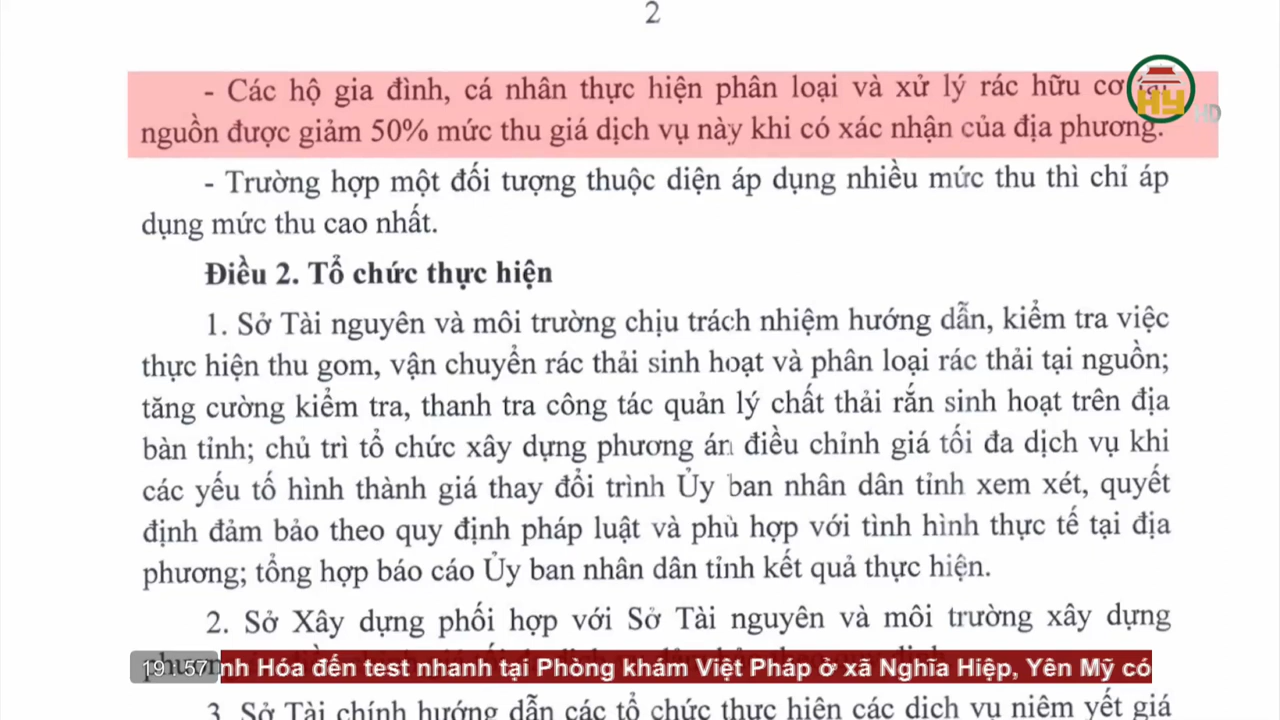 2
- Các hộ gia đình, cá nhân thực hiện phân loại và xử lý rác hữu cơ tại
nguồn được giảm 50% mức thu giá dịch vụ này khi có xác nhận của địa phương.
HY HD
- Trường hợp một đối tượng thuộc diện áp dụng nhiều mức thu thì chỉ áp
dụng mức thu cao nhất.
Điều 2. Tổ chức thực hiện
1. Sở Tài nguyên và môi trường chịu trách nhiệm hướng dẫn, kiểm tra việc
thực hiện thu gom, vận chuyển rác thải sinh hoạt và phân loại rác thải tại nguồn;
tăng cường kiểm tra, thanh tra công tác quản lý chất thải rắn sinh hoạt trên địa
bàn tỉnh; chủ trì tổ chức xây dựng phương án điều chỉnh giá tối đa dịch vụ khi
các yếu tố hình thành giá thay đổi trình Ủy ban nhân dân tỉnh xem xét, quyết
định đảm bảo theo quy định pháp luật và phù hợp với tình hình thực tế tại địa
phương; tổng hợp báo cáo Ủy ban nhân dân tỉnh kết quả thực hiện.
2. Sở Xây dựng phối hợp với Sở Tài nguyên và môi trường xây dựng
19:57 nh Hóa đến test nhanh tại Phòng khám Việt Pháp ở xã Nghĩa Hiệp, Yên Mỹ có
3. Sở Tài chính hướng dẫn các tổ chức thực hiện các dịch vụ niêm yết giá